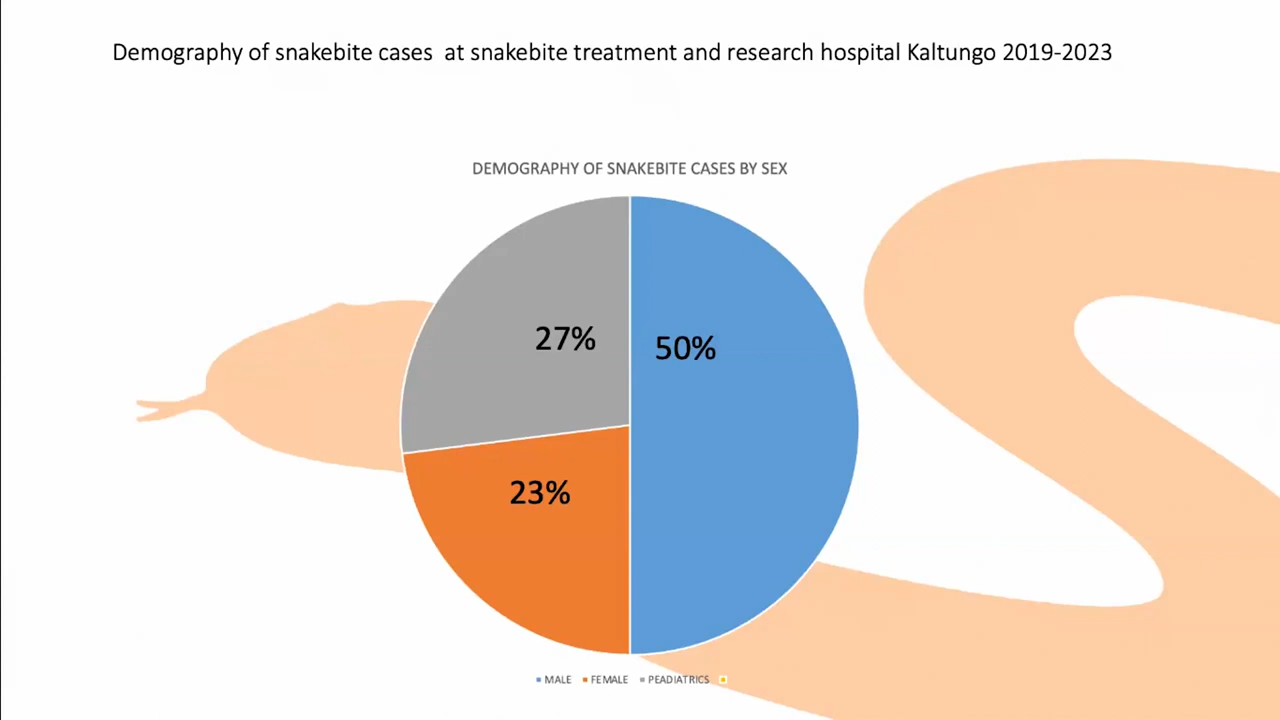 Demography of snakebite cases  at snakebite treatment and research hospital Kaltungo 2019-2023
DEMOGRAPHY OF SNAKEBITE CASES BY SEX
27%
50%
23%
MALE FEMALE PEADIATRICS